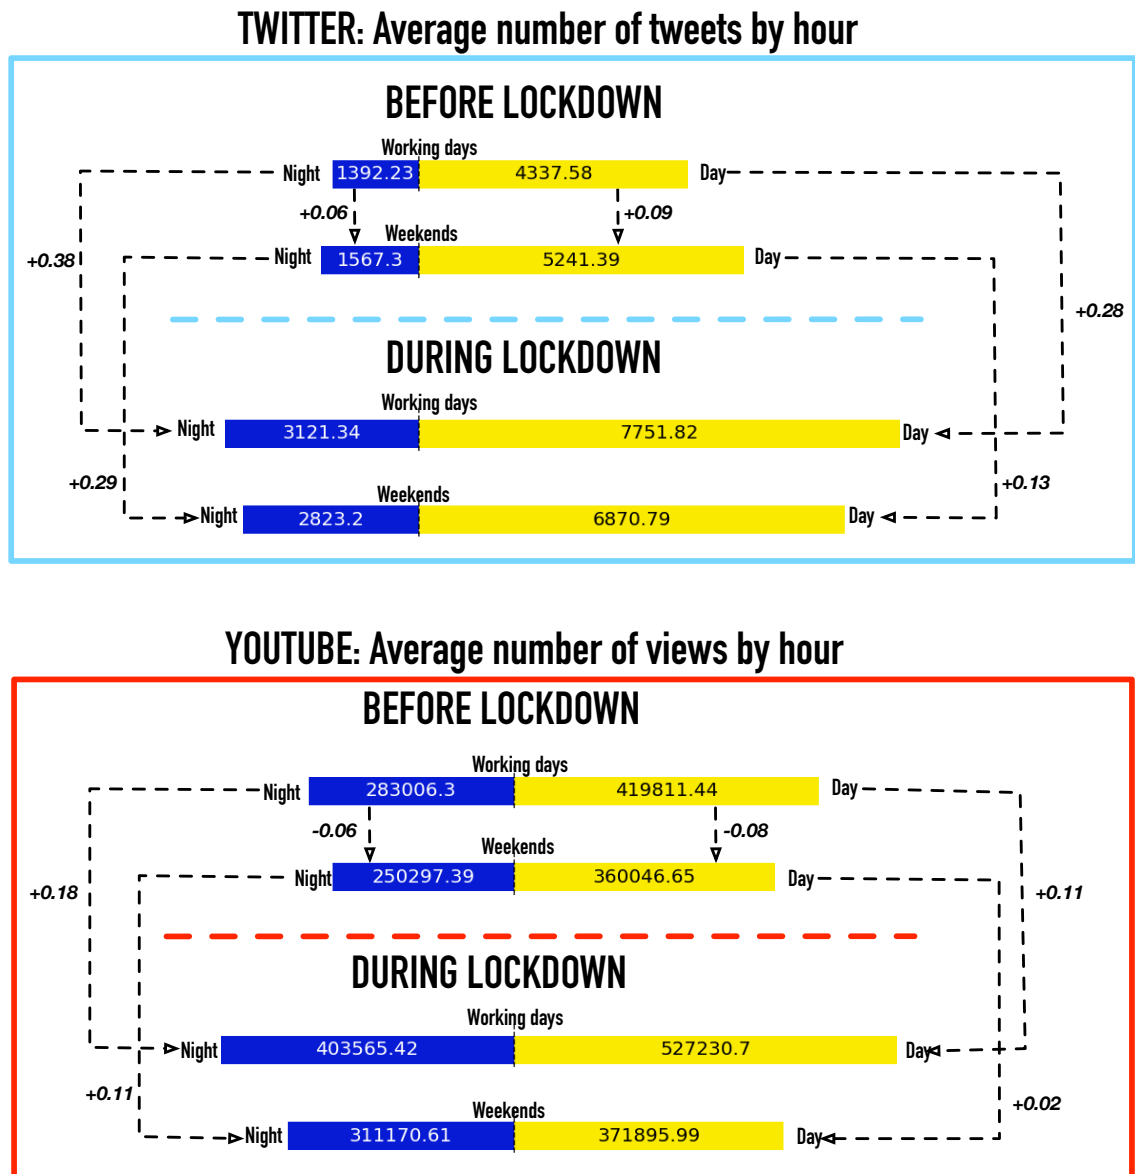 TWITTER: Average number of tweets by hour
BEFORE LOCKDOWN
Working days
Night 1392.23 4337.58 Day
+0.06 +0.09
Weekends
Night 1567.3 5241.39 Day
+0.38
+0.28
DURING LOCKDOWN
Working days
Night 3121.34 7751.82 Day
+0.29 +0.13
Weekends
Night 2823.2 6870.79 Day
YOUTUBE: Average number of views by hour
BEFORE LOCKDOWN
Working days
Night 283006.3 419811.44 Day
-0.06 -0.08
Weekends
Night 250297.39 360046.65 Day
+0.18 +0.11
DURING LOCKDOWN
Working days
Night 403565.42 527230.7 Day
+0.11 +0.02
Weekends
Night 311170.61 371895.99 Day